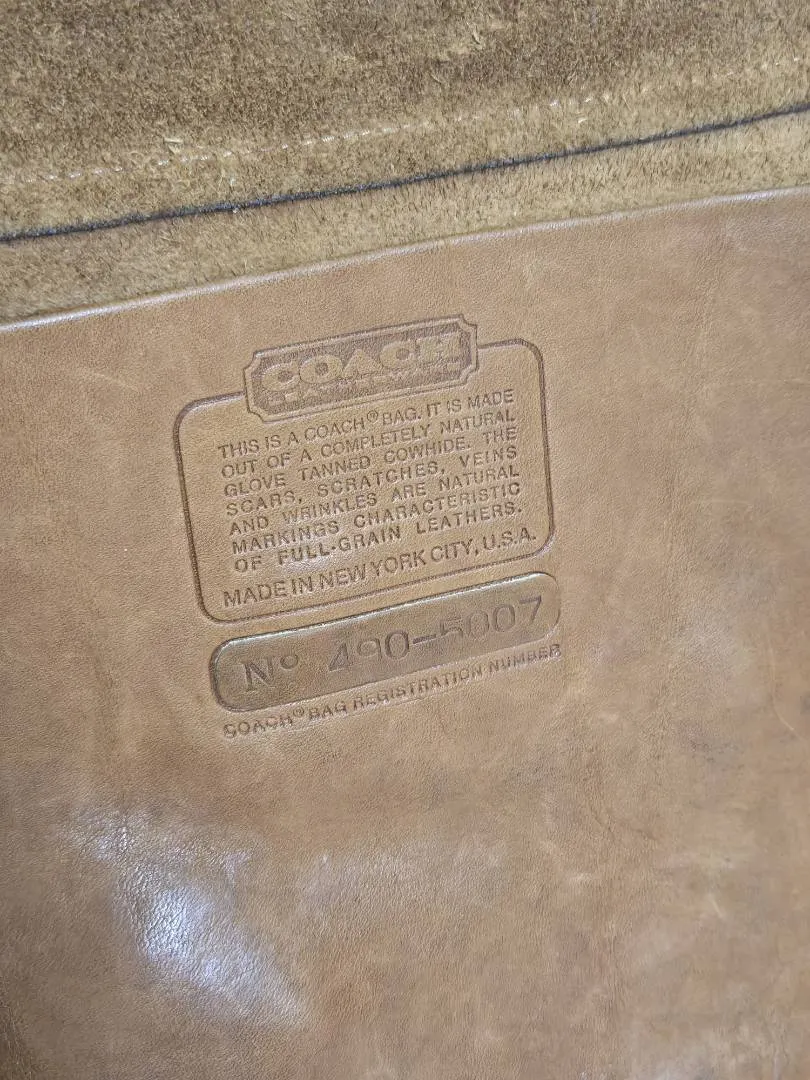 COACH
THIS IS A COACH® BAG. IT IS MADE
OUT OF A COMPLETELY NATURAL
GLOVE TANNED COWHIDE. THE
SCARS, SCRATCHES, VEINS
AND WRINKLES ARE NATURAL
MARKINGS CHARACTERISTIC
OF FULL-GRAIN LEATHERS.
MADE IN NEW YORK CITY, U.S.A.
Nº 490-5007
COACH® BAG REGISTRATION NUMBER